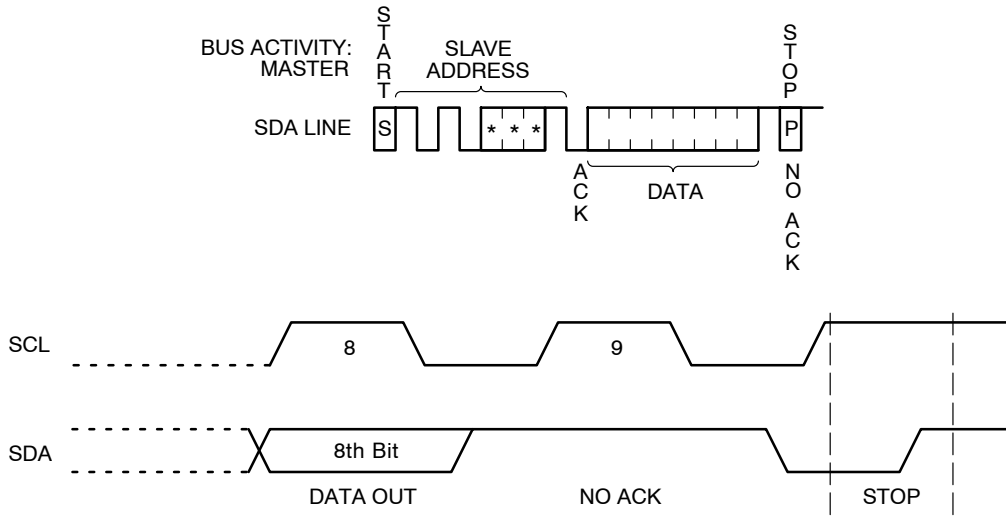 START
BUS ACTIVITY:
MASTER
SLAVE
ADDRESS
STOP
SDA LINE
S
* * *
P
ACK
DATA
NO ACK
SCL
8
9
SDA
8th Bit
DATA OUT
NO ACK
STOP